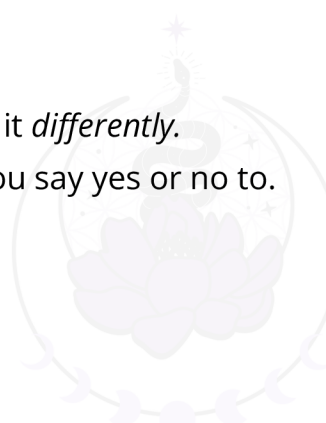 it differently.
ou say yes or no to.